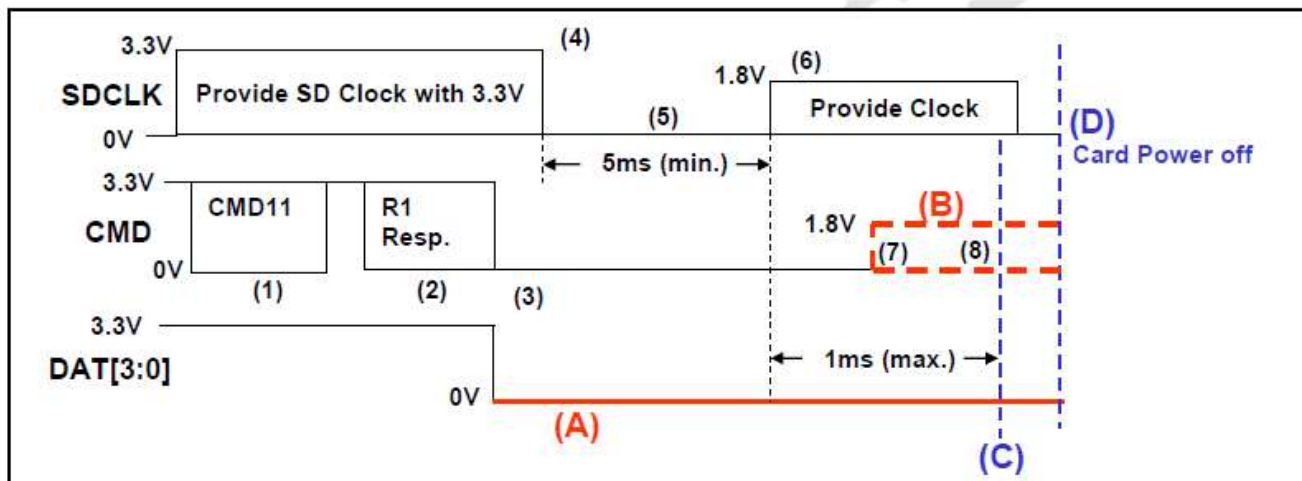 3.3V
(4)
SDCLK
Provide SD Clock with 3.3V
1.8V
(6)
Provide Clock
0V
(5)
(D)
Card Power off
5ms (min.)
3.3V
CMD
CMD11
R1
Resp.
1.8V
(B)
(7)
(8)
0V
(1)
(2)
(3)
3.3V
DAT[3:0]
1ms (max.)
0V
(A)
(C)